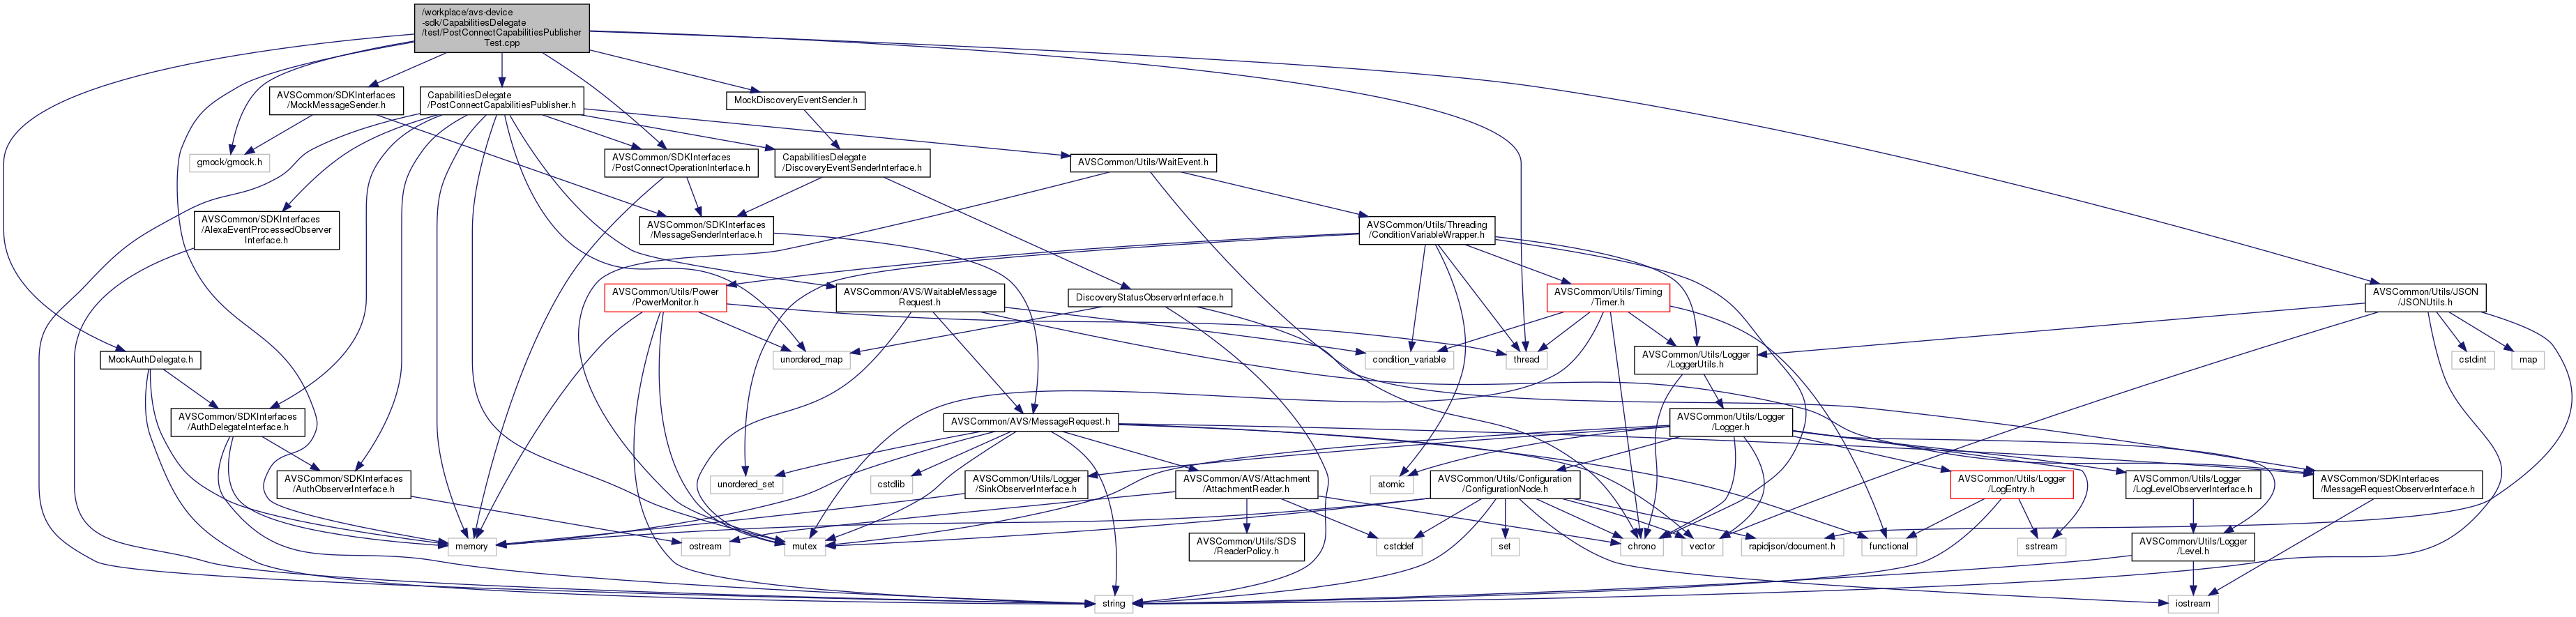 /workplace/avs-device
-sdk/CapabilitiesDelegate
/test/PostConnectCapabilitiesPublisher
Test.cpp
AVSCommon/SDKInterfaces
/MockMessageSender.h
CapabilitiesDelegate
/PostConnectCapabilitiesPublisher.h
MockDiscoveryEventSender.h
gmock/gmock.h
AVSCommon/SDKInterfaces
/PostConnectOperationInterface.h
CapabilitiesDelegate
/DiscoveryEventSenderInterface.h
AVSCommon/Utils/WaitEvent.h
AVSCommon/SDKInterfaces
/AlexaEventProcessedObserver
Interface.h
AVSCommon/SDKInterfaces
/MessageSenderInterface.h
AVSCommon/Utils/Threading
/ConditionVariableWrapper.h
AVSCommon/Utils/Power
/PowerMonitor.h
AVSCommon/AVS/WaitableMessage
Request.h
DiscoveryStatusObserverInterface.h
AVSCommon/Utils/Timing
/Timer.h
AVSCommon/Utils/JSON
/JSONUtils.h
MockAuthDelegate.h
unordered_map
condition_variable
thread
AVSCommon/Utils/Logger
/LoggerUtils.h
cstdint
map
AVSCommon/SDKInterfaces
/AuthDelegateInterface.h
AVSCommon/AVS/MessageRequest.h
AVSCommon/Utils/Logger
/Logger.h
AVSCommon/SDKInterfaces
/AuthObserverInterface.h
unordered_set
cstdlib
AVSCommon/Utils/Logger
/SinkObserverInterface.h
AVSCommon/AVS/Attachment
/AttachmentReader.h
atomic
AVSCommon/Utils/Configuration
/ConfigurationNode.h
AVSCommon/Utils/Logger
/LogEntry.h
AVSCommon/Utils/Logger
/LogLevelObserverInterface.h
AVSCommon/SDKInterfaces
/MessageRequestObserverInterface.h
memory
ostream
mutex
AVSCommon/Utils/SDS
/ReaderPolicy.h
cstddef
set
chrono
vector
rapidjson/document.h
functional
sstream
AVSCommon/Utils/Logger
/Level.h
string
iostream